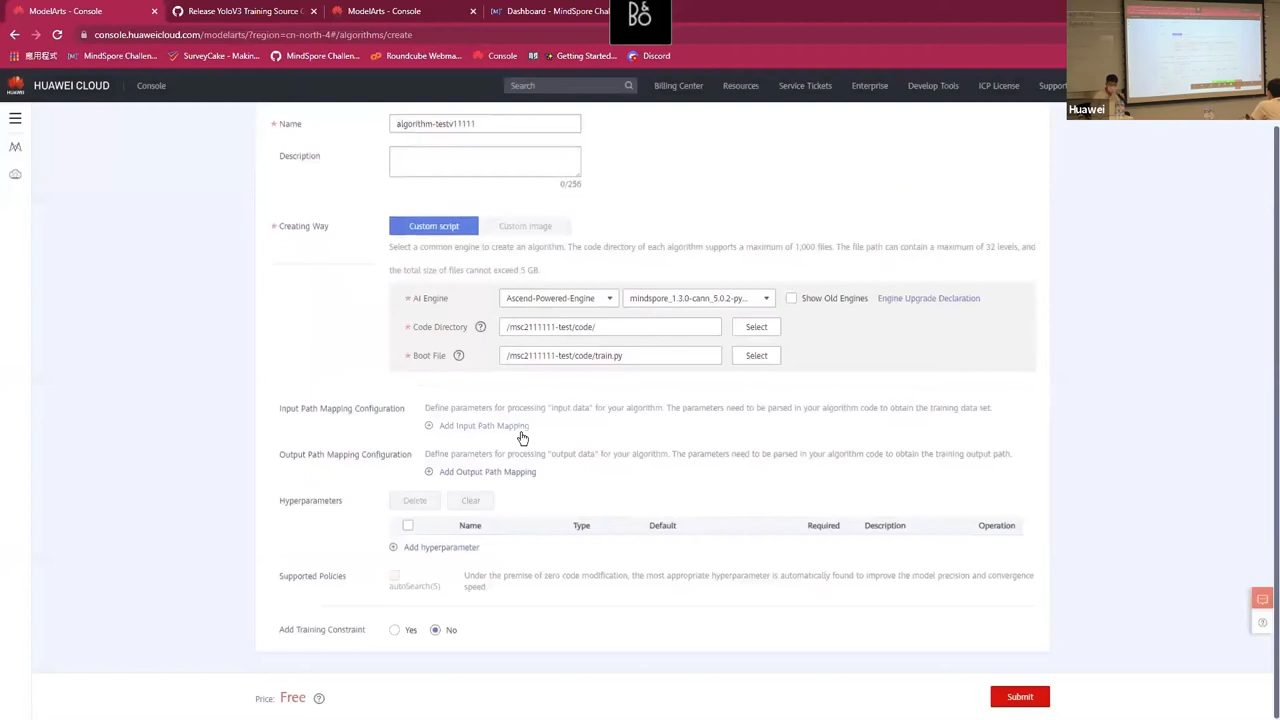 ModelArts - Console
Release YoloV3 Training Source C
ModelArts - Console
Dashboard - MindSpo
B&O
console.huaweicloud.com/modelarts/?region=cn-north-4#/algorithms/create
應用程式
GitHub
SurveyCake - Makin...
MindSpore Graduat...
Roundcube Webma...
Console
Getting Started...
Discord
HUAWEI CLOUD
Console
Search
Billing Center
Resources
Service Tickets
Enterprise
Develop Tools
ICP License
Suppor
Huawei
* Name
algorithm-testv11111
Description
0/256
* Creating Way
Custom script
Custom image
Select a common engine to create an algorithm. The code directory of each algorithm supports a maximum of 1,000 files. The file path can contain a maximum of 32 levels, and
the total size of files cannot exceed 5 GB.
* AI Engine
Ascend-Powered-Engine
mindspore_1.3.0-cann_5.0.2-py...
Show Old Engines
Engine Upgrade Declaration
* Code Directory
/msc2111111-test/code/
Select
* Boot File
/msc2111111-test/code/train.py
Select
Input Path Mapping Configuration
Define parameters for processing "input data" for your algorithm. The parameters need to be parsed in your algorithm code to obtain the training data set.
Add Input Path Mapping
Output Path Mapping Configuration
Define parameters for processing "output data" for your algorithm. The parameters need to be parsed in your algorithm code to obtain the training output path.
Add Output Path Mapping
Hyperparameters
Delete
Clear
Name
Type
Default
Required
Description
Operation
Add hyperparameter
Supported Policies
autoSearch(S)
Under the premise of zero code modification, the most appropriate hyperparameter is automatically found to improve the model precision and convergence
speed.
Add Training Constraint
Yes
No
Price: Free
Submit